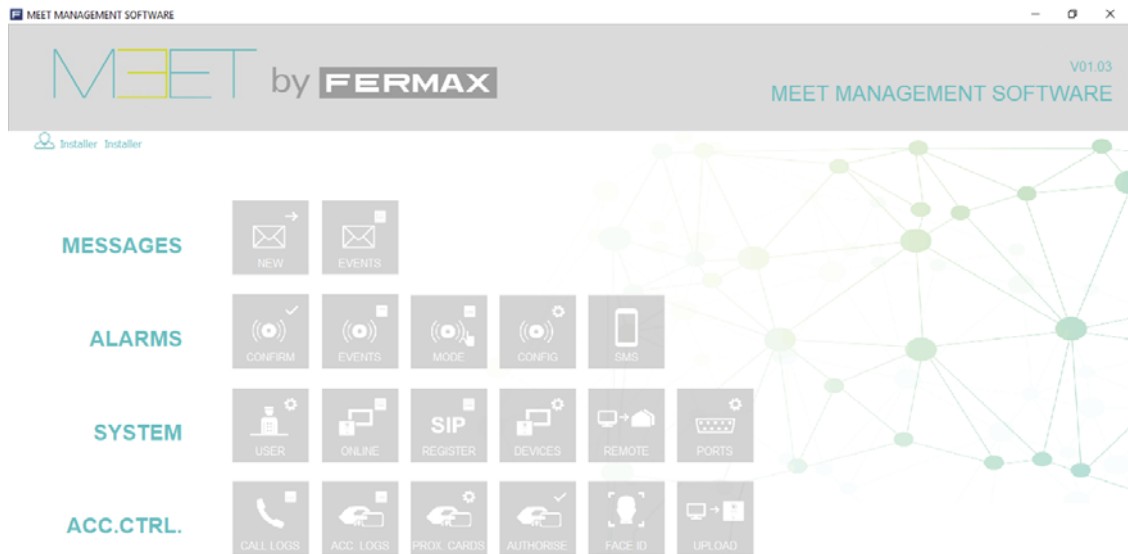 MEET MANAGEMENT SOFTWARE
MEET by FERMAX
V01.03
MEET MANAGEMENT SOFTWARE
Installer Installer
MESSAGES
NEW
EVENTS
ALARMS
CONFIRM
EVENTS
MODE
CONFIG
SMS
SYSTEM
USER
ONLINE
SIP
REGISTER
DEVICES
REMOTE
PORTS
ACC.CTRL.
CALL LOGS
ACC. LOGS
PROX. CARDS
AUTHORISE
FACE ID
UPLOAD